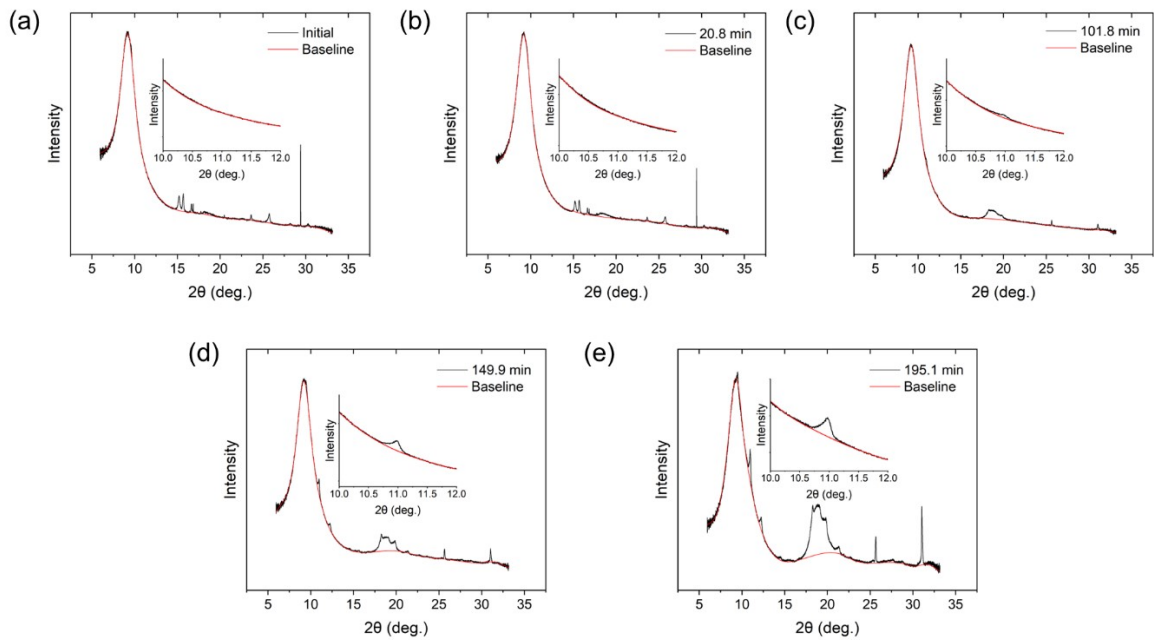 (a)
Initial
Baseline
Intensity
10.0 10.5 11.0 11.5 12.0
2θ (deg.)
Intensity
5 10 15 20 25 30 35
2θ (deg.)
(b)
20.8 min
Baseline
Intensity
10.0 10.5 11.0 11.5 12.0
2θ (deg.)
Intensity
5 10 15 20 25 30 35
2θ (deg.)
(c)
101.8 min
Baseline
Intensity
10.0 10.5 11.0 11.5 12.0
2θ (deg.)
Intensity
5 10 15 20 25 30 35
2θ (deg.)
(d)
149.9 min
Baseline
Intensity
10.0 10.5 11.0 11.5 12.0
2θ (deg.)
Intensity
5 10 15 20 25 30 35
2θ (deg.)
(e)
195.1 min
Baseline
Intensity
10.0 10.5 11.0 11.5 12.0
2θ (deg.)
Intensity
5 10 15 20 25 30 35
2θ (deg.)